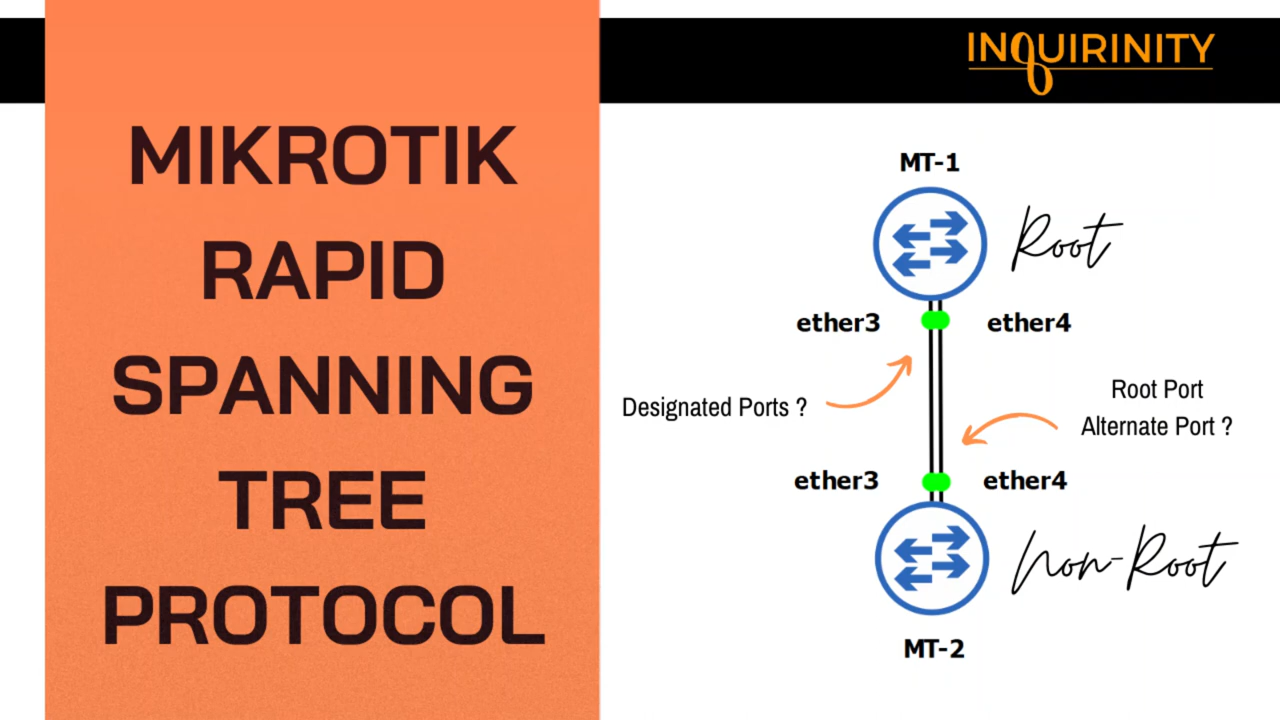 INQUIRINITY
MIKROTIK
RAPID
SPANNING
TREE
PROTOCOL
MT-1
Root
ether3
ether4
Designated Ports ?
Root Port
Alternate Port ?
ether3
ether4
Non-Root
MT-2